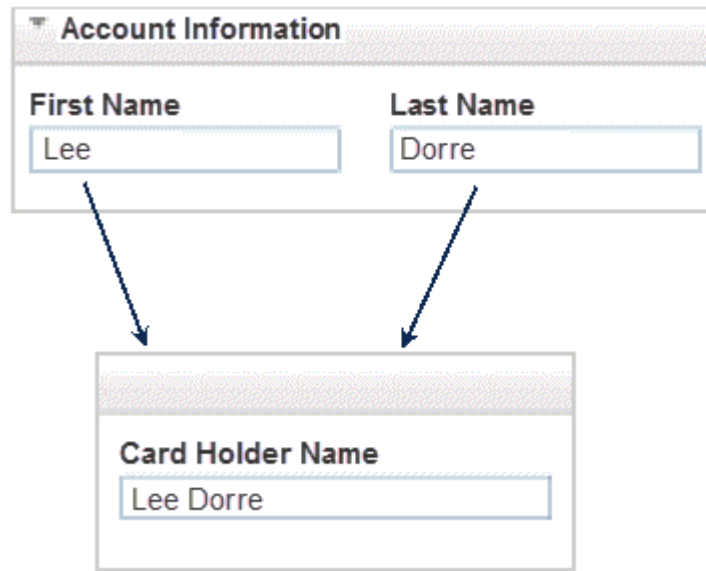 Account Information
First Name Last Name
Lee Dorre
Card Holder Name
Lee Dorre